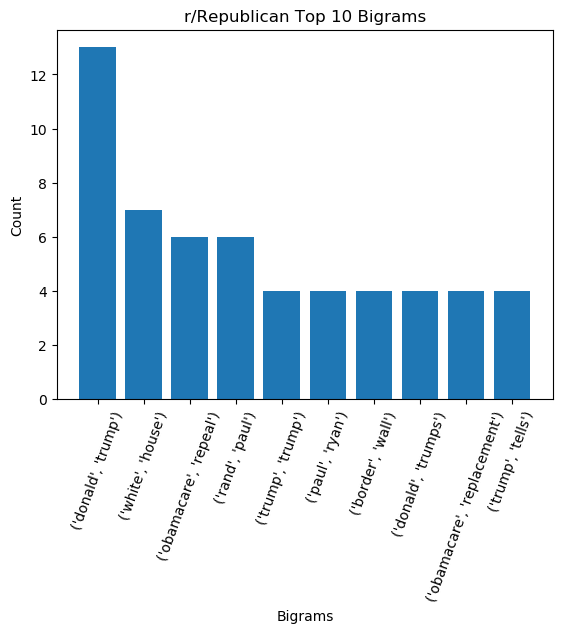 r/Republican Top 10 Bigrams
Count
12
10
8
6
4
2
0
('donald', 'trump')
('white', 'house')
('obamacare', 'repeal')
('rand', 'paul')
('trump', 'trump')
('paul', 'ryan')
('border', 'wall')
('donald', 'trumps')
('obamacare', 'replacement')
('trump', 'tells')
Bigrams